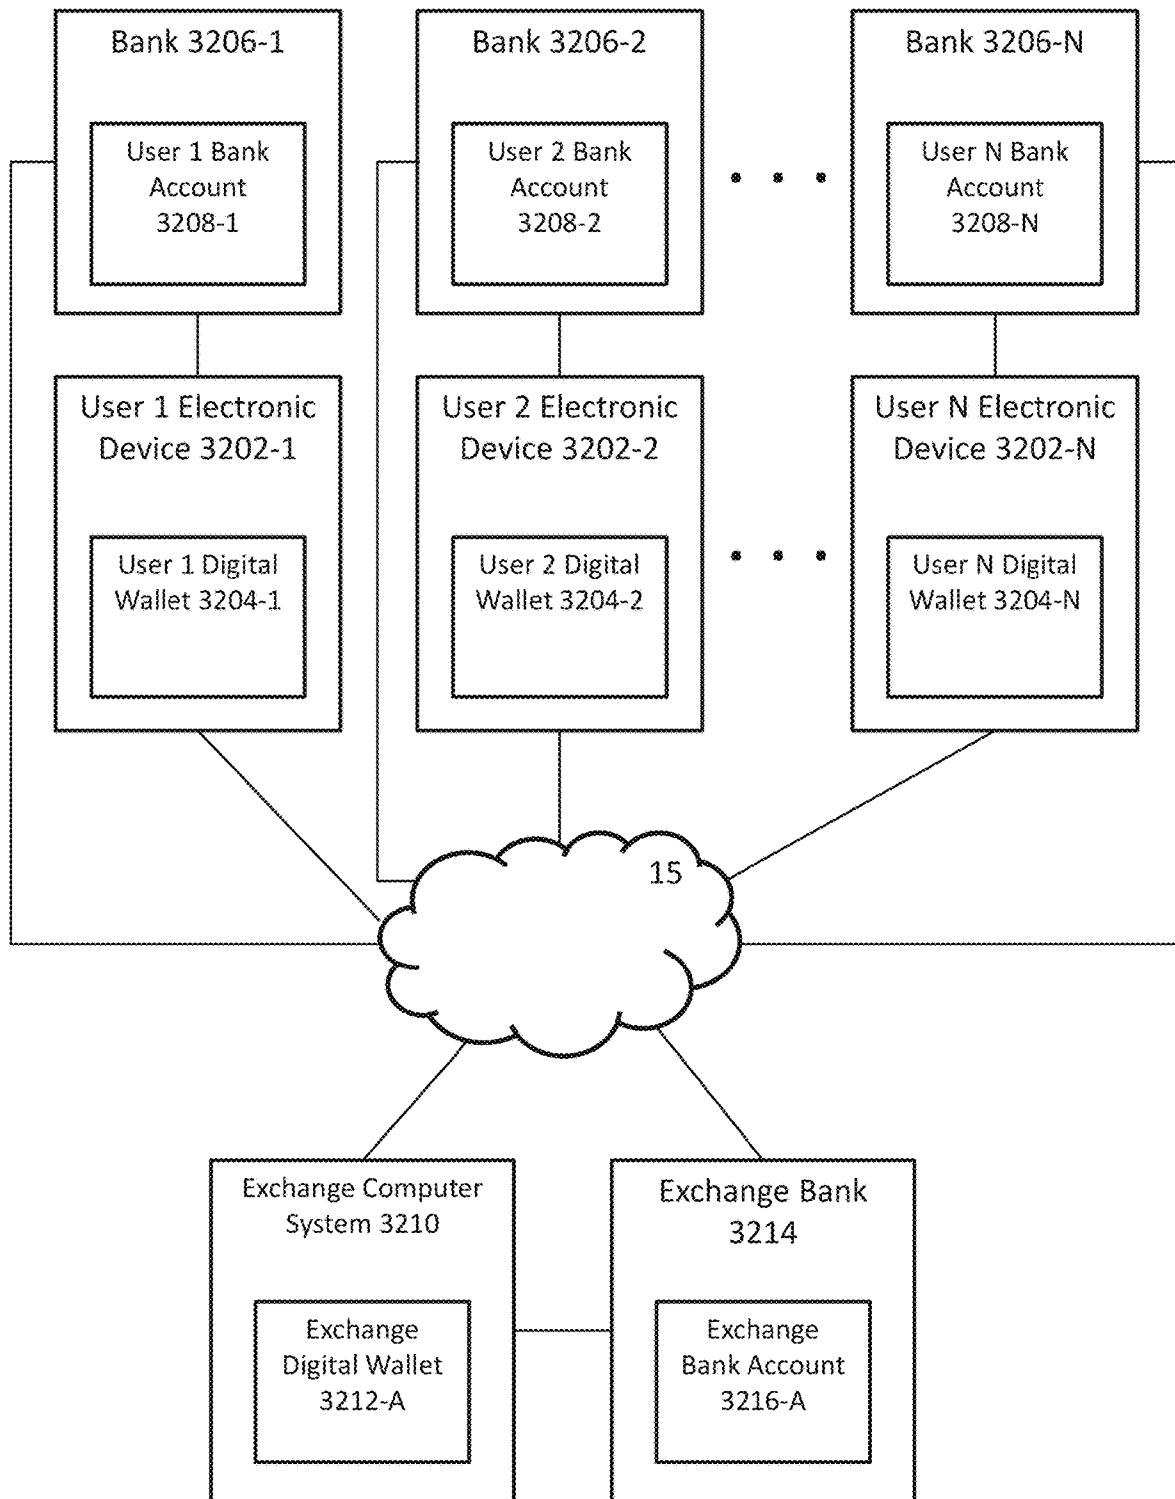 Bank 3206-1
User 1 Bank
Account
3208-1
Bank 3206-2
User 2 Bank
Account
3208-2
Bank 3206-N
User N Bank
Account
3208-N
User 1 Electronic
Device 3202-1
User 1 Digital
Wallet 3204-1
User 2 Electronic
Device 3202-2
User 2 Digital
Wallet 3204-2
User N Electronic
Device 3202-N
User N Digital
Wallet 3204-N
15
Exchange Computer
System 3210
Exchange
Digital Wallet
3212-A
Exchange Bank
3214
Exchange
Bank Account
3216-A